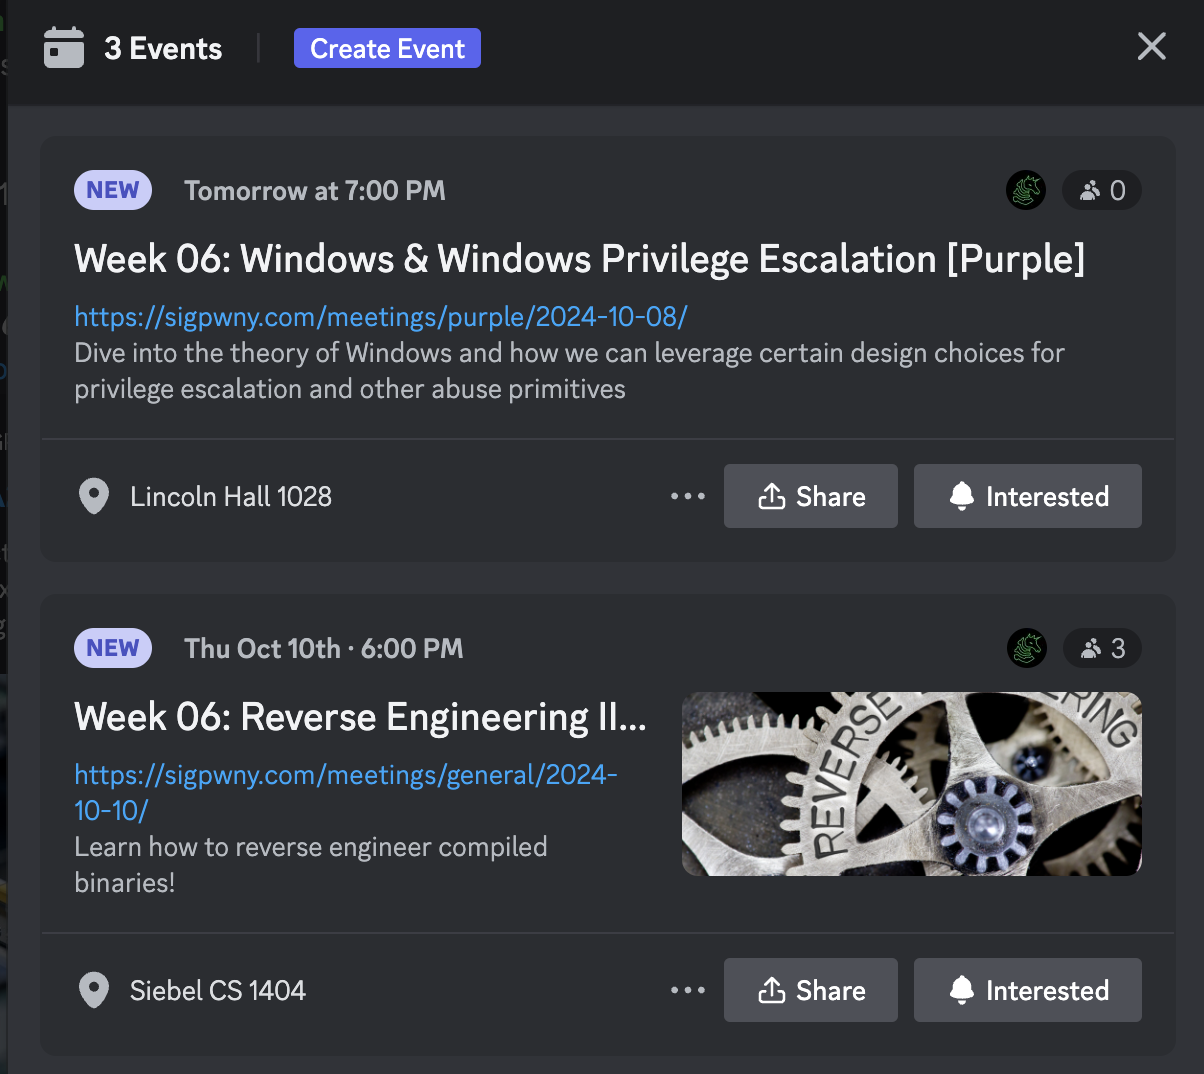 3 Events
Create Event
NEW
Tomorrow at 7:00 PM
0
Week 06: Windows & Windows Privilege Escalation [Purple]
https://sigpwny.com/meetings/purple/2024-10-08/
Dive into the theory of Windows and how we can leverage certain design choices for
privilege escalation and other abuse primitives
Lincoln Hall 1028
Share
Interested
NEW
Thu Oct 10th · 6:00 PM
3
Week 06: Reverse Engineering II...
https://sigpwny.com/meetings/general/2024-
10-10/
Learn how to reverse engineer compiled
binaries!
REVERSE
ERING
Siebel CS 1404
Share
Interested